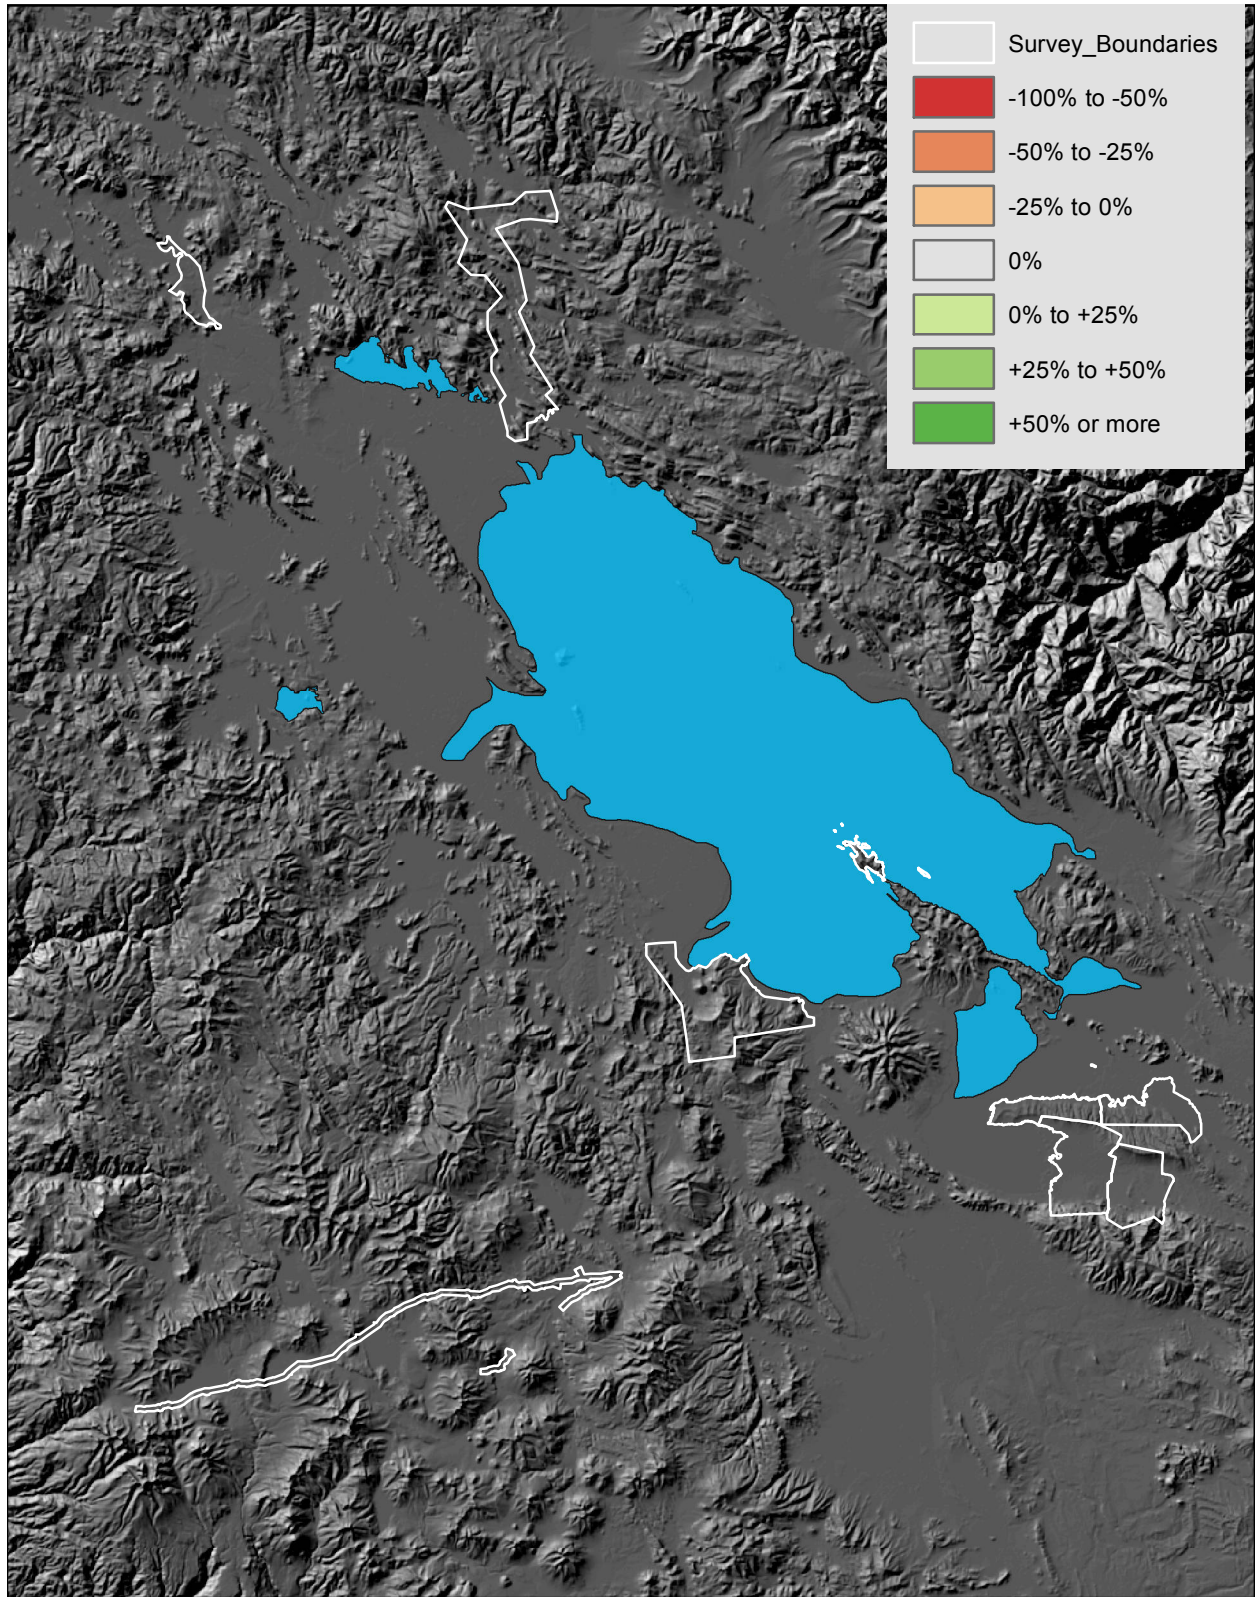 Survey_Boundaries
-100% to -50%
-50% to -25%
-25% to 0%
0%
0% to +25%
+25% to +50%
+50% or more